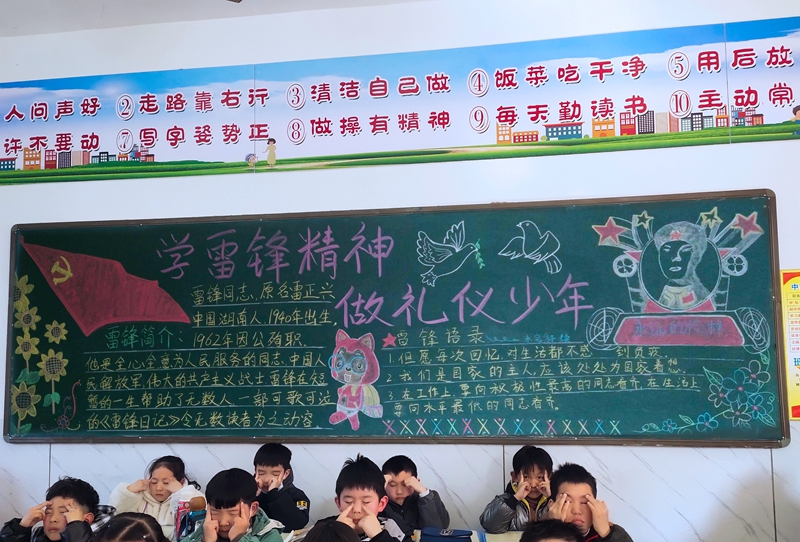 人问声好 ②走路靠右行 ③清洁自己做 ④饭菜吃干净 ⑤用后放
许不要动 ⑦写字姿势正 ⑧做操有精神 ⑨每天勤读书 ⑩主动常
学雷锋精神
做礼仪少年
雷锋简介:
雷锋同志,原名雷正兴
中国湖南人1940年出生,
1962年因公殉职
他是全心全意为人民服务的同志,中国人
民解放军,伟大的共产主义战士雷锋在短
暂的一生帮助了无数人一部可歌可泣
的《雷锋日记》令无数读者为之动容
★雷锋语录
1.但愿每次回忆,对生活都不感 到负疚
2.我们是国家的主人,应该处处为国家着想
3.在工作上,要向积极性最高的同志看齐,在生活上
要向水平最低的同志看齐。